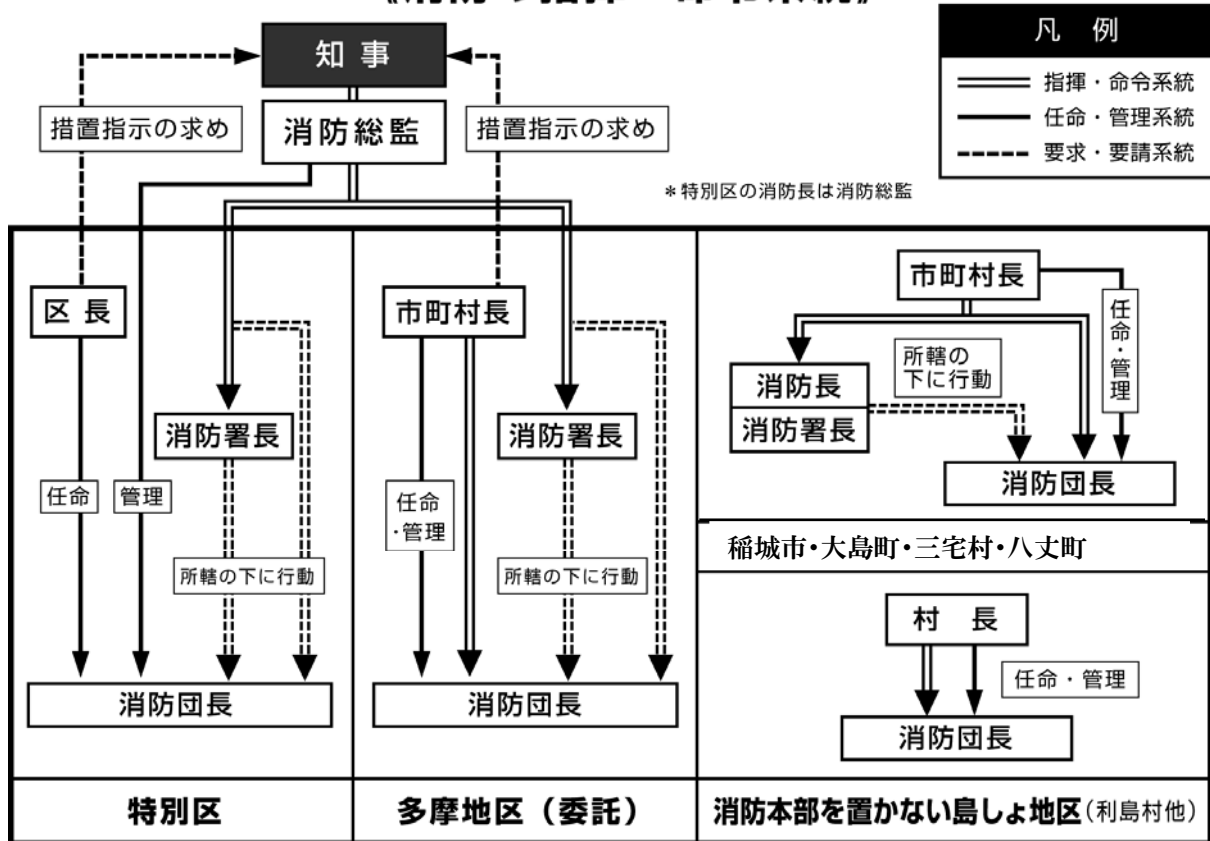 知事
消防総監
措置指示の求め
措置指示の求め
凡 例
指揮・命令系統
任命・管理系統
要求・要請系統
＊特別区の消防長は消防総監
区長
任命
管理
消防署長
所轄の下に行動
消防団長
特別区
市町村長
任命
・管理
消防署長
所轄の下に行動
消防団長
多摩地区（委託）
市町村長
任命・管理
所轄の
下に行動
消防長
消防署長
消防団長
稲城市・大島町・三宅村・八丈町
村 長
任命・管理
消防団長
消防本部を置かない島しょ地区（利島村他）